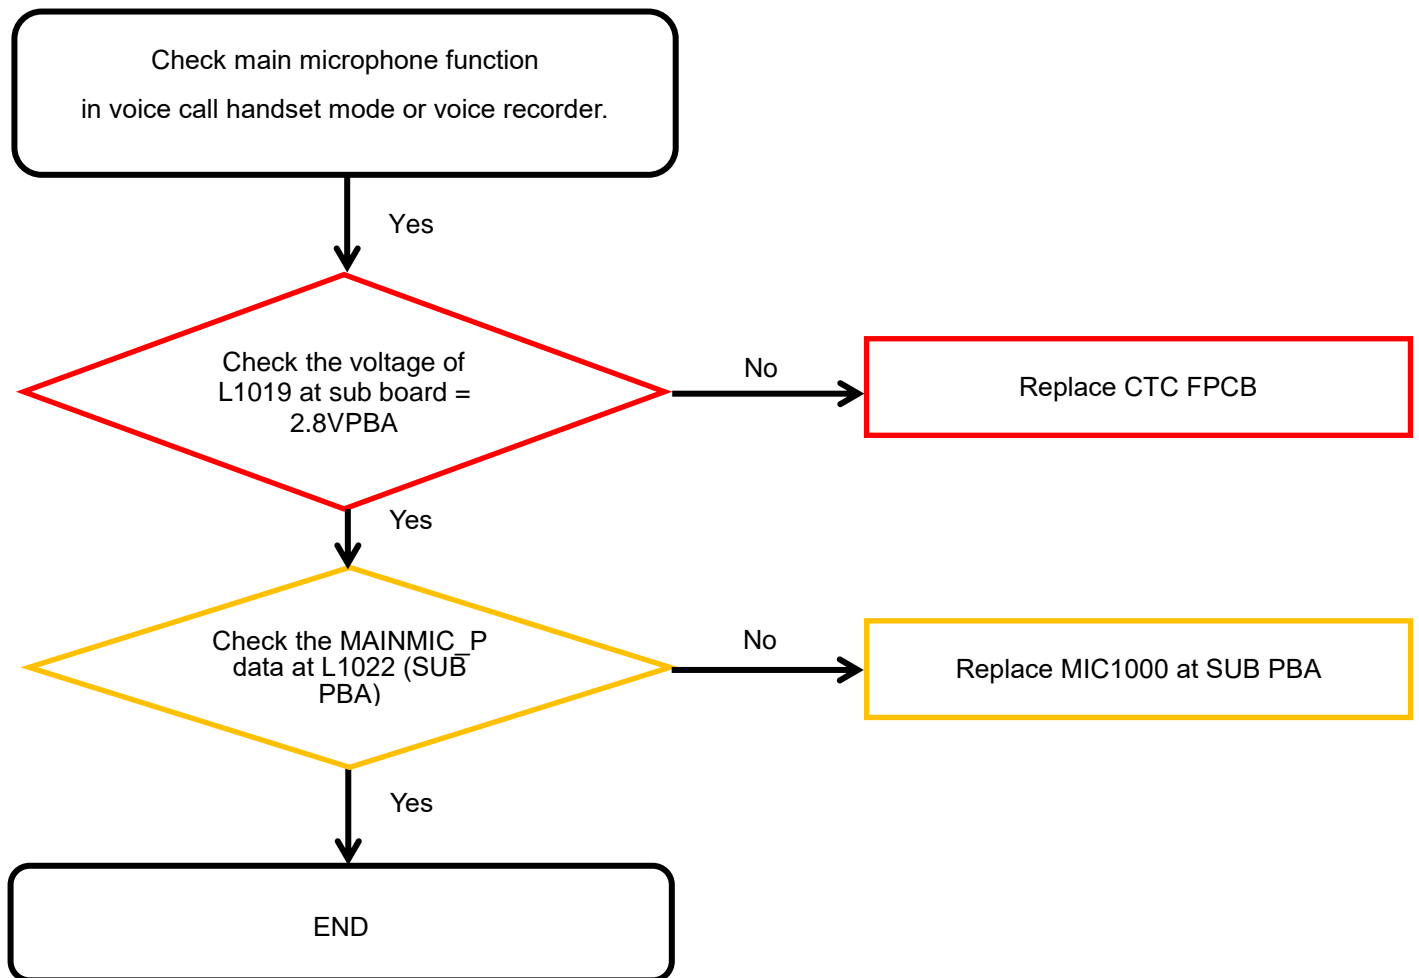 Check main microphone function
in voice call handset mode or voice recorder.
Yes
Check the voltage of
L1019 at sub board =
2.8VPBA
No
Replace CTC FPCB
Yes
Check the MAINMIC_P
data at L1022 (SUB
PBA)
No
Replace MIC1000 at SUB PBA
Yes
END